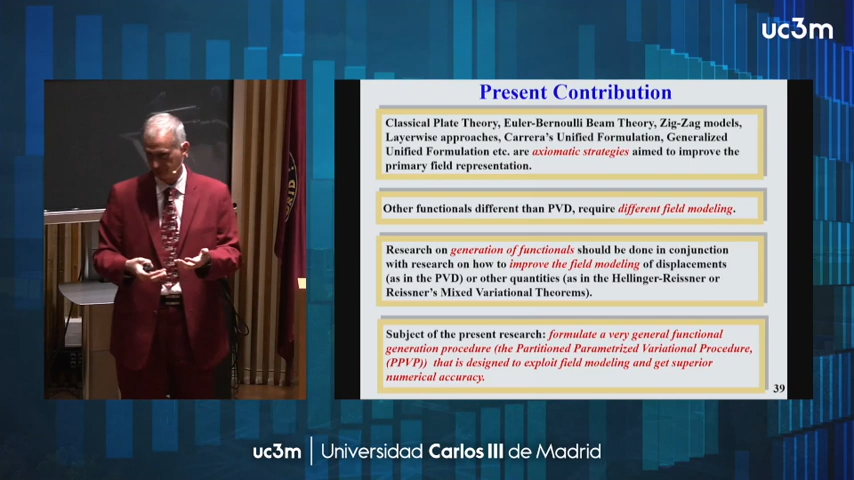 uc3m
Present Contribution
Classical Plate Theory, Euler-Bernoulli Beam Theory, Zig-Zag models,
Layerwise approaches, Carrera's Unified Formulation, Generalized
Unified Formulation etc. are axiomatic strategies aimed to improve the
primary field representation.
Other functionals different than PVD, require different field modeling.
Research on generation of functionals should be done in conjunction
with research on how to improve the field modeling of displacements
(as in the PVD) or other quantities (as in the Hellinger-Reissner or
Reissner's Mixed Variational Theorems).
Subject of the present research: formulate a very general functional
generation procedure (the Partitioned Parametrized Variational Procedure,
(PPVP)) that is designed to exploit field modeling and get superior
numerical accuracy.
39
uc3m | Universidad Carlos III de Madrid